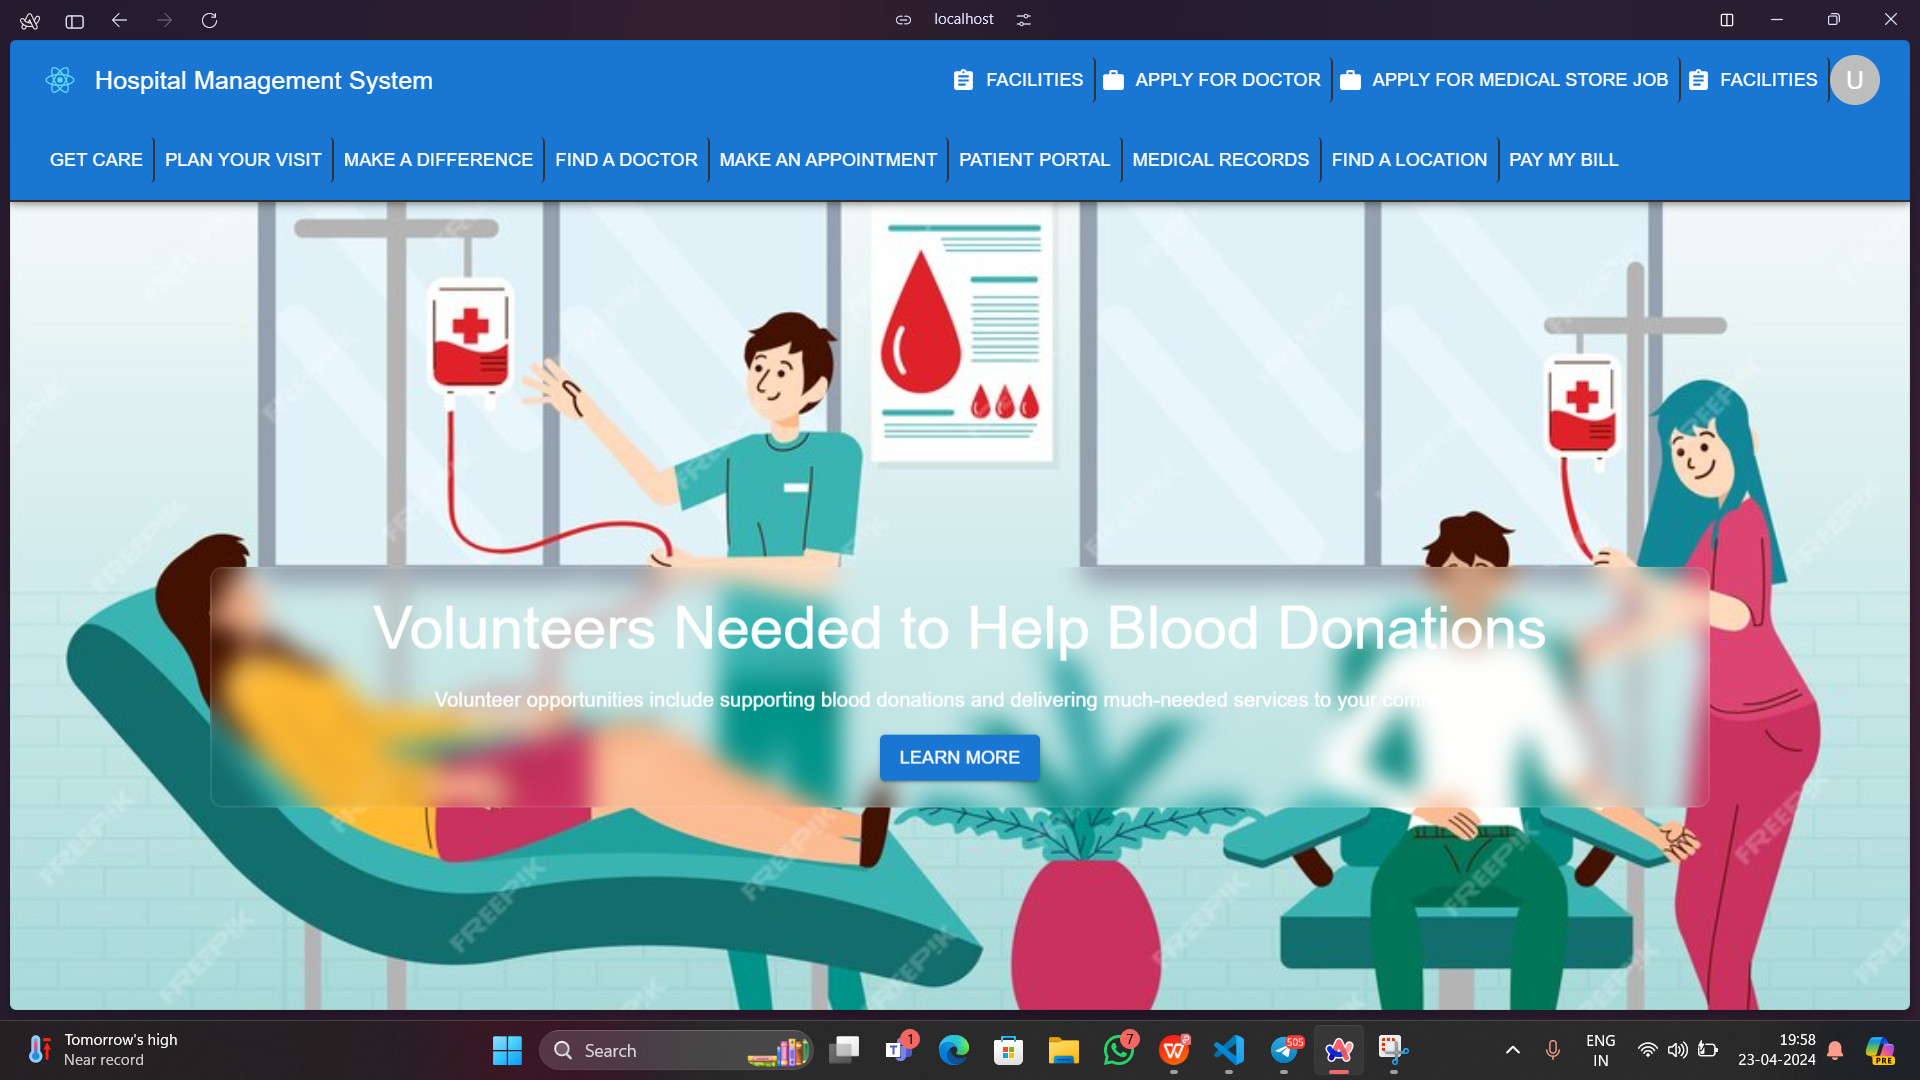 localhost
Hospital Management System
FACILITIES
APPLY FOR DOCTOR
APPLY FOR MEDICAL STORE JOB
FACILITIES
U
GET CARE
PLAN YOUR VISIT
MAKE A DIFFERENCE
FIND A DOCTOR
MAKE AN APPOINTMENT
PATIENT PORTAL
MEDICAL RECORDS
FIND A LOCATION
PAY MY BILL
FREEPIK
Volunteers Needed to Help Blood Donations
Volunteer opportunities include supporting blood donations and delivering much-needed services to your
LEARN MORE
Tomorrow's high
Near record
Search
1
7
505
ENG
IN
19:58
23-04-2024
PRE